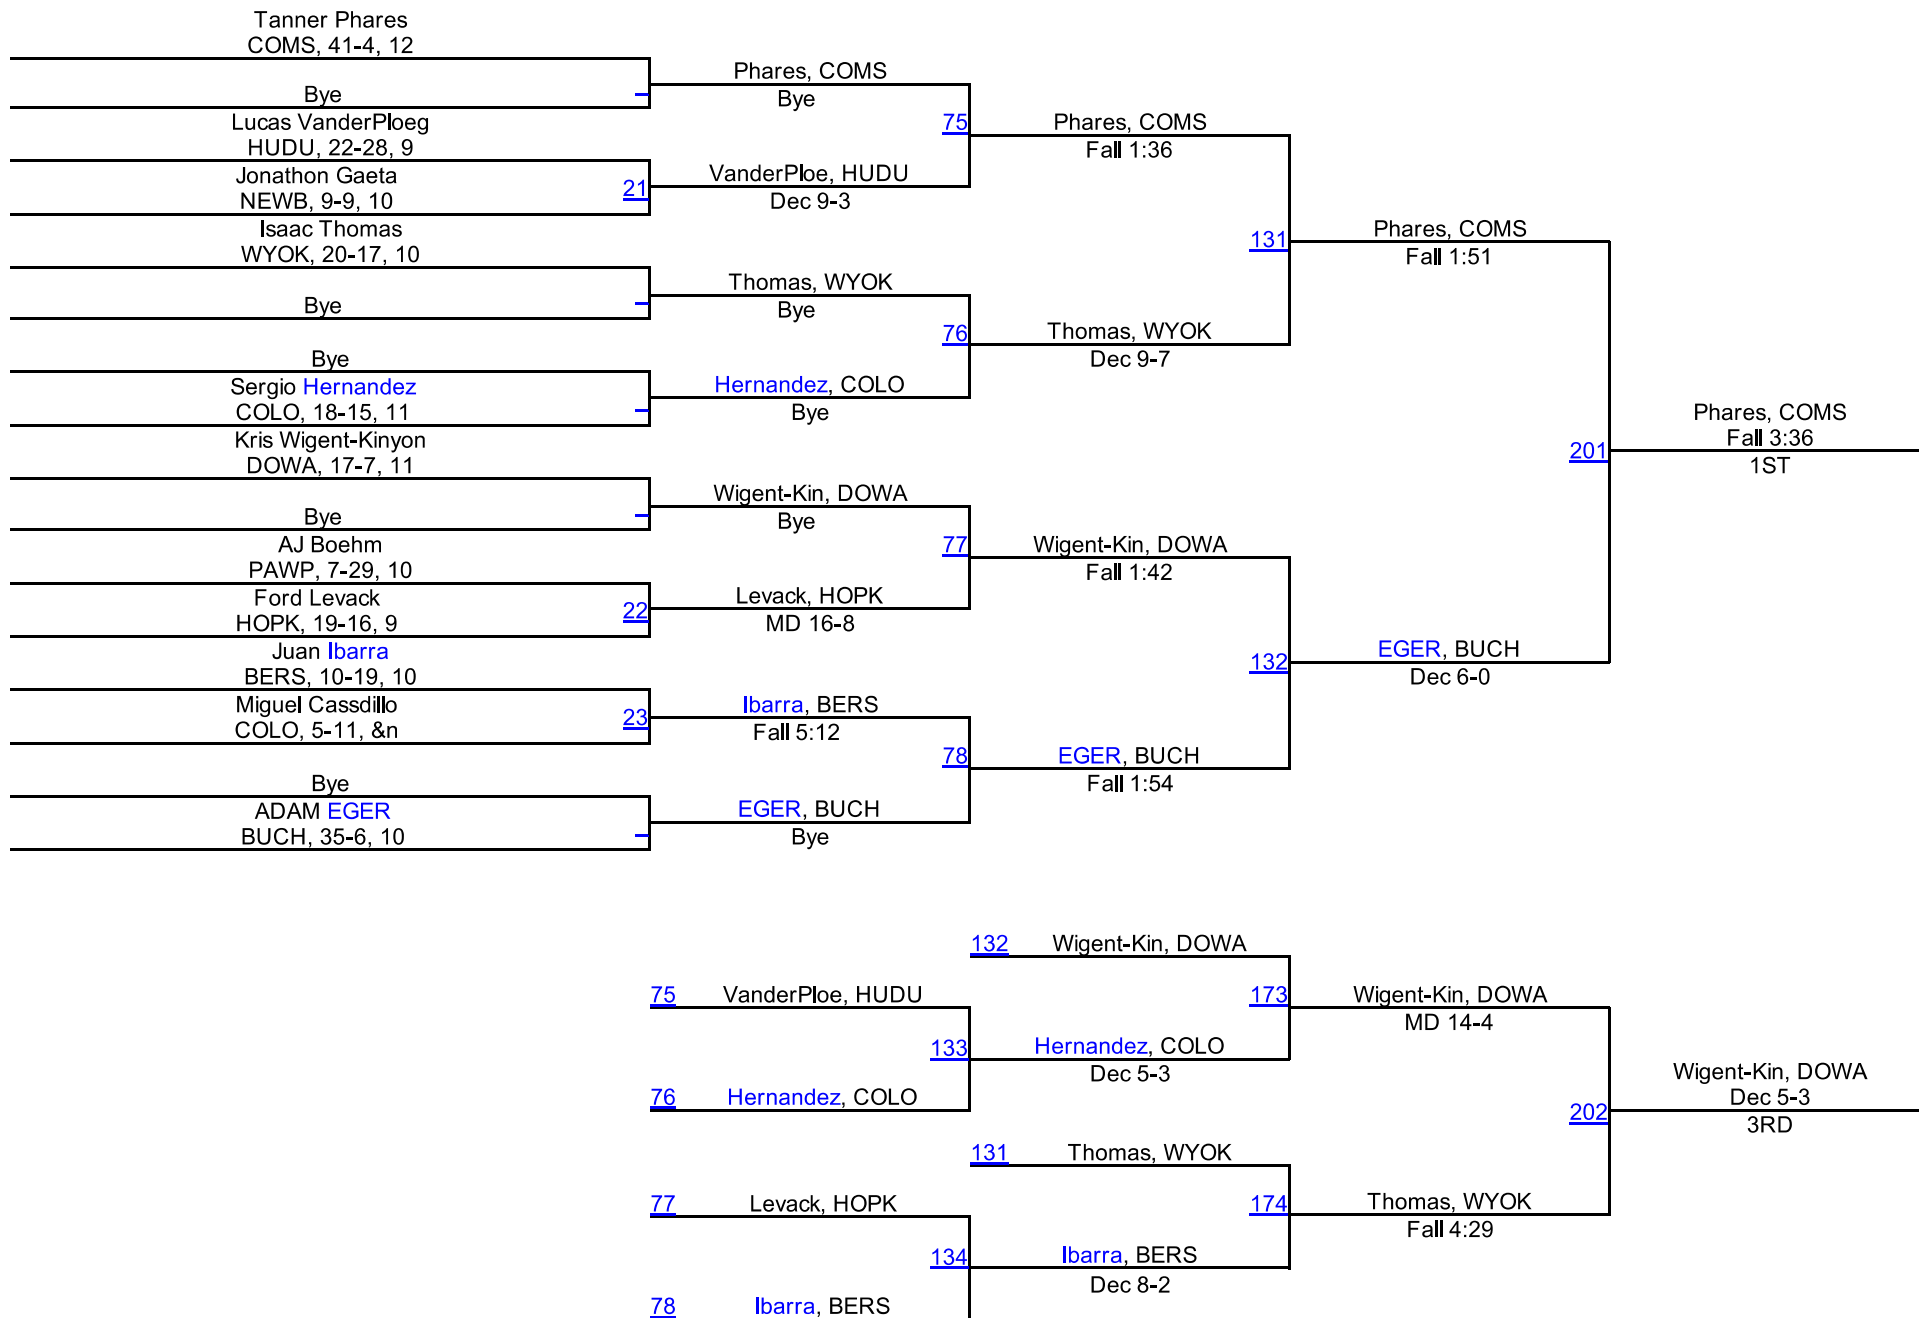 Tanner Phares
COMS, 41-4, 12
Bye
Lucas VanderPloeg
HUDU, 22-28, 9
Jonathon Gaeta
NEWB, 9-9, 10
21
Isaac Thomas
WYOK, 20-17, 10
Bye
Bye
Sergio Hernandez
COLO, 18-15, 11
Kris Wigent-Kinyon
DOWA, 17-7, 11
Bye
AJ Boehm
PAWP, 7-29, 10
Ford Levack
HOPK, 19-16, 9
22
Juan Ibarra
BERS, 10-19, 10
Miguel Cassdillo
COLO, 5-11, &n
23
Bye
ADAM EGER
BUCH, 35-6, 10
Phares, COMS
Bye
75
VanderPloe, HUDU
Dec 9-3
Thomas, WYOK
Bye
76
Hernandez, COLO
Bye
Wigent-Kin, DOWA
Bye
77
Levack, HOPK
MD 16-8
Ibarra, BERS
Fall 5:12
78
EGER, BUCH
Bye
Phares, COMS
Fall 1:36
131
Thomas, WYOK
Dec 9-7
Wigent-Kin, DOWA
Fall 1:42
132
EGER, BUCH
Fall 1:54
Phares, COMS
Fall 1:51
201
EGER, BUCH
Dec 6-0
Phares, COMS
Fall 3:36
1ST
132 Wigent-Kin, DOWA
75 VanderPloe, HUDU
133
76 Hernandez, COLO
Hernandez, COLO
Dec 5-3
173
Wigent-Kin, DOWA
MD 14-4
131 Thomas, WYOK
77 Levack, HOPK
134
78 Ibarra, BERS
Ibarra, BERS
Dec 8-2
174
Thomas, WYOK
Fall 4:29
202
Wigent-Kin, DOWA
Dec 5-3
3RD